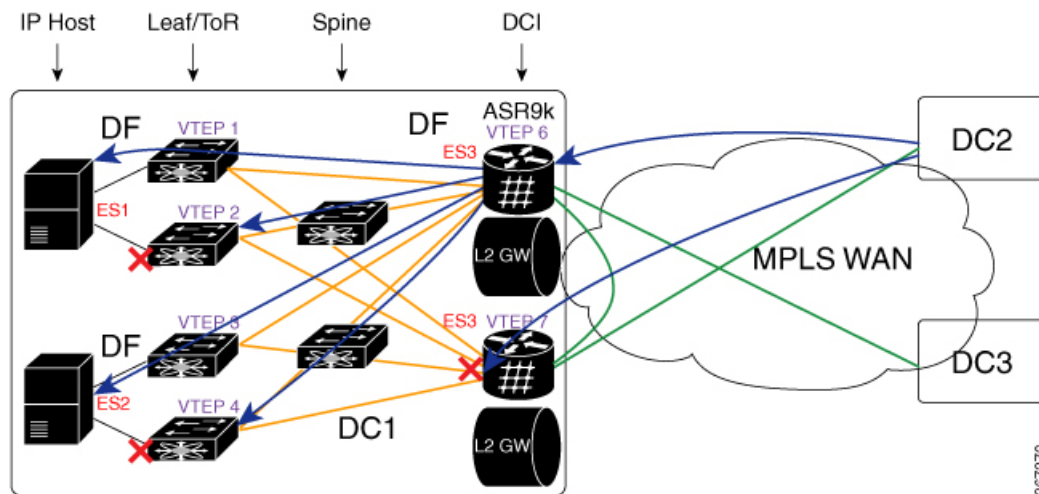 IP Host
Leaf/ToR
Spine
DCI
DF
VTEP 1
DF
ASR9k
VTEP 6
ES3
DC2
ES1
VTEP 2
L2 GW
MPLS WAN
DF
VTEP 3
ES3
VTEP 7
DC3
ES2
VTEP 4
DC1
L2 GW